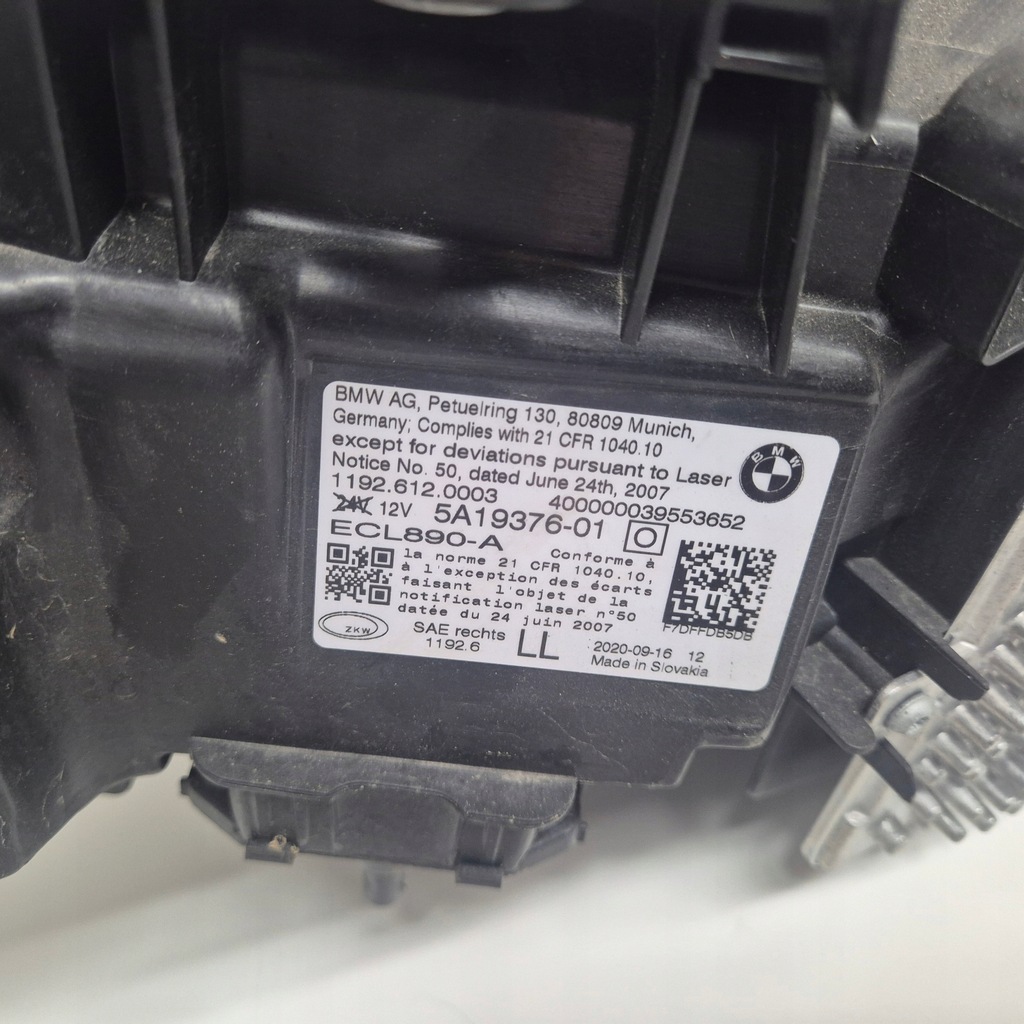 BMW AG, Petuelring 130, 80809 Munich,
Germany; Complies with 21 CFR 1040.10
except for deviations pursuant to Laser
Notice No. 50, dated June 24th, 2007
BMW
1192.612.0003 400000039553652
24V 12V 5A19376-01 O
ECL890-A
Conforme à
la norme 21 CFR 1040.10,
à l'exception des écarts
faisant l'objet de la
notification laser n°50
datée du 24 juin 2007
F7DFFDB5DB
ZKW
SAE rechts
1192.6
LL
2020-09-16 12
Made in Slovakia